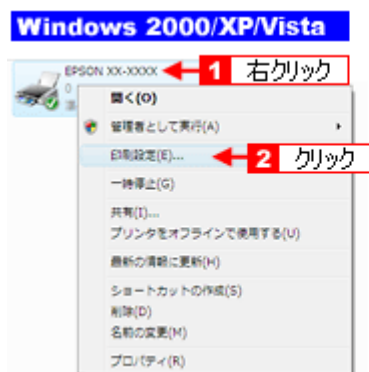 Windows 2000/XP/Vista
EPSON XX-XXXX
1 右クリック
0
開く(O)
管理者として実行(A)
印刷設定(E)...
2 クリック
一時停止(G)
共有(I)...
プリンタをオフラインで使用する(U)
最新の情報に更新(H)
ショートカットの作成(S)
削除(D)
名前の変更(M)
プロパティ(R)